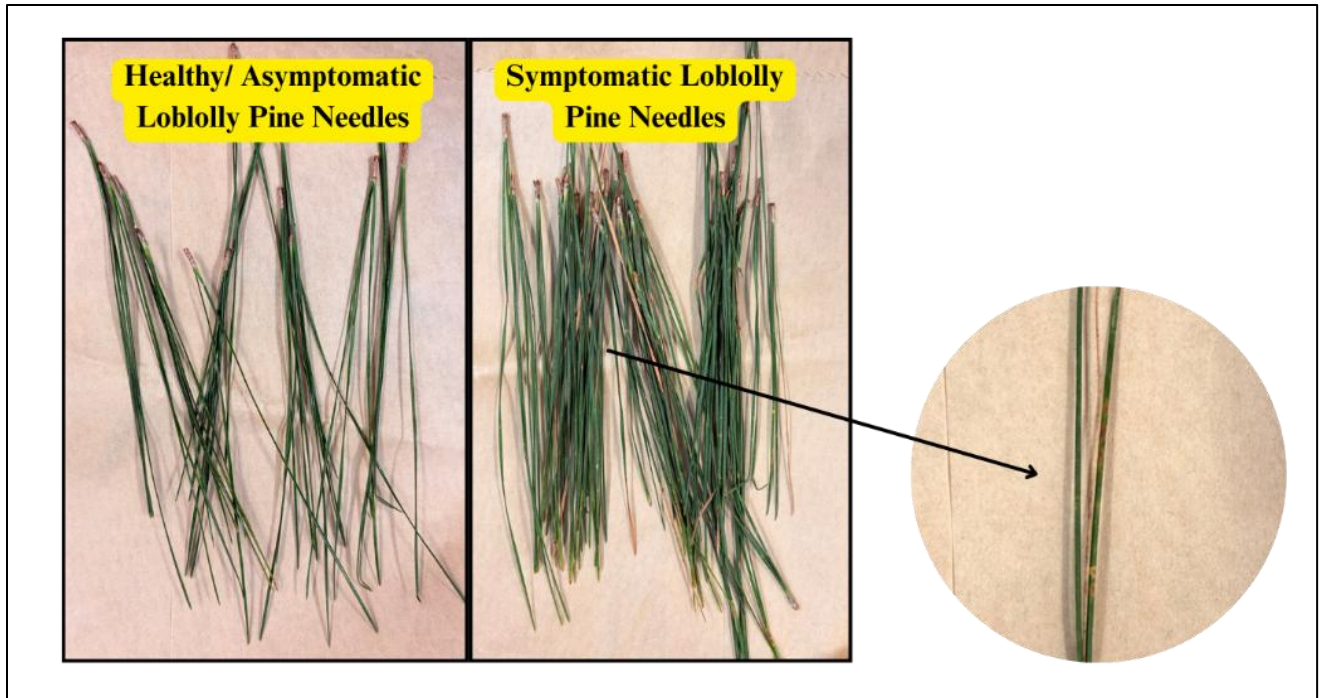 Healthy/ Asymptomatic
Loblolly Pine Needles
Symptomatic Loblolly
Pine Needles